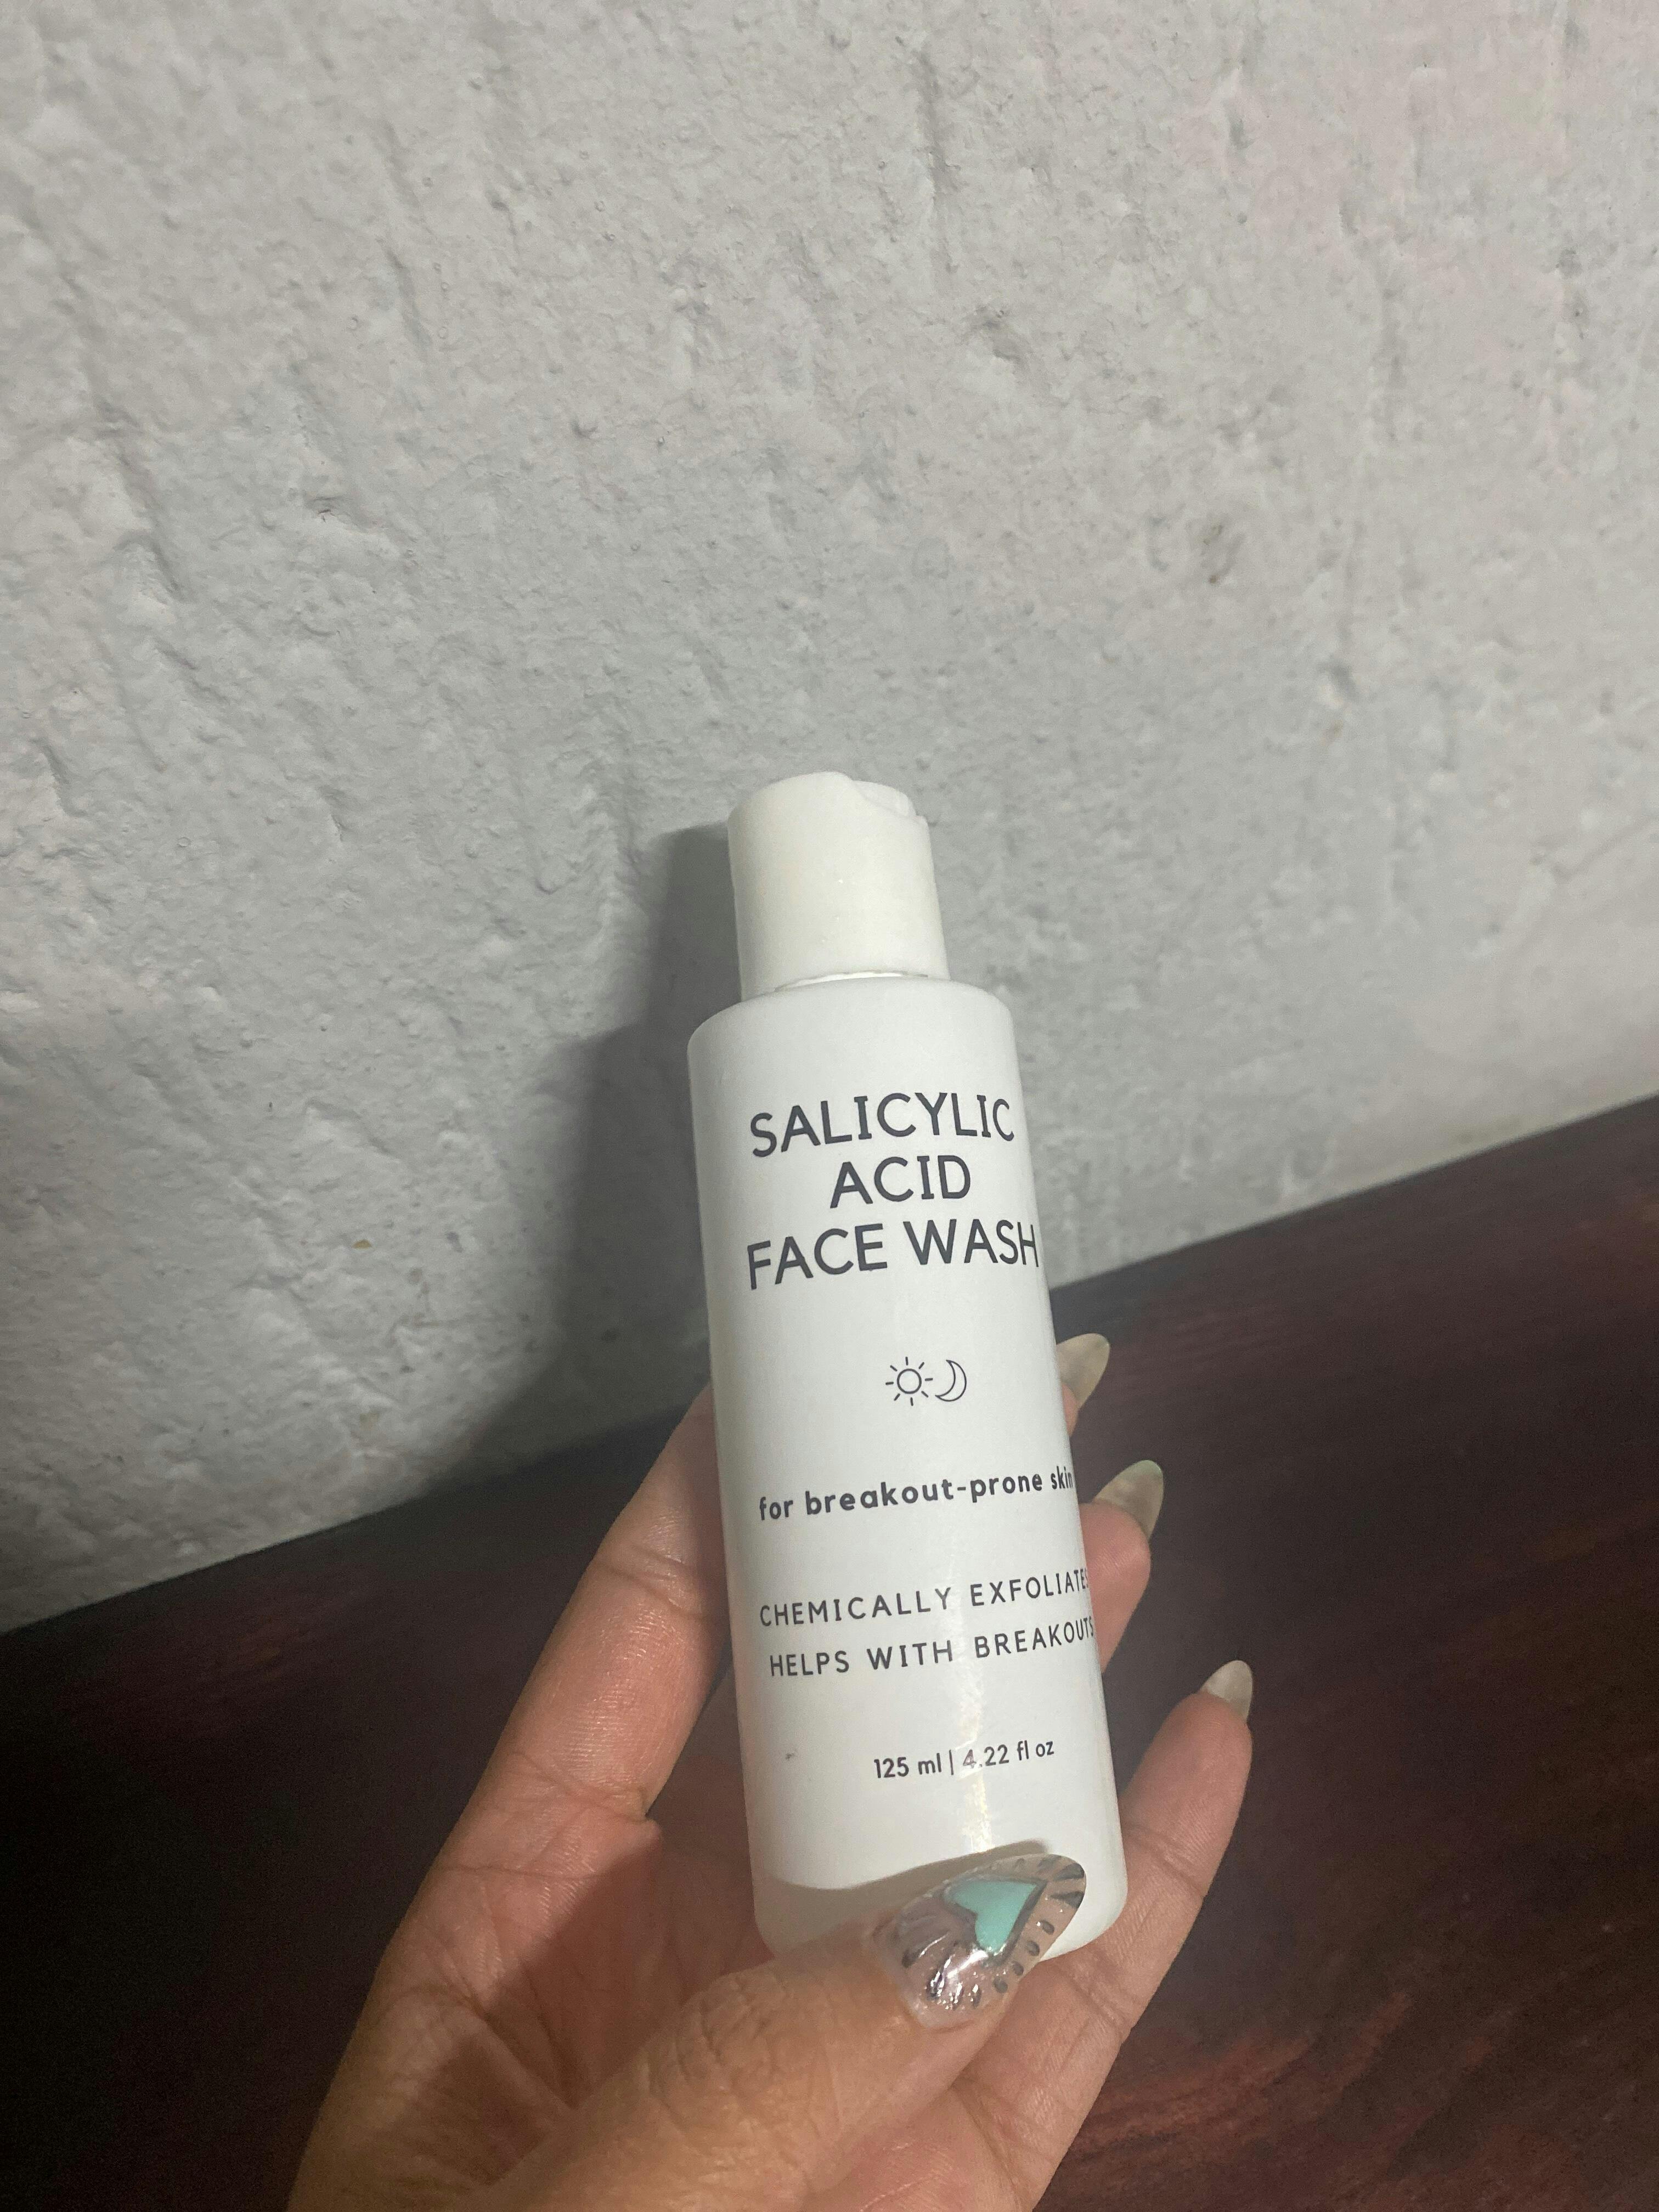 SALICYLIC
ACID
FACE WASH
for breakout-prone skin
CHEMICALLY EXFOLIATES
HELPS WITH BREAKOUTS
125 ml | 4.22 fl oz